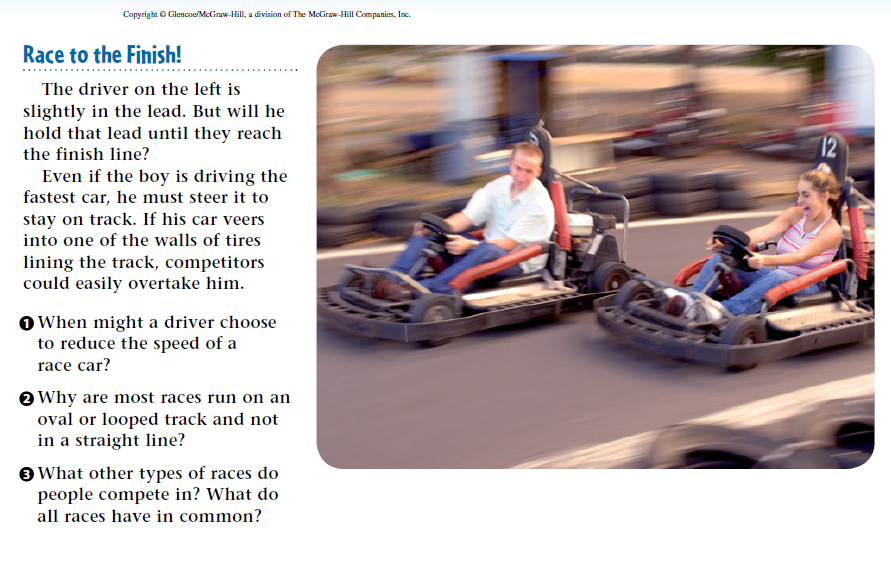 Copyright © Glencoe/McGraw-Hill, a division of The McGraw-Hill Companies, Inc.
Race to the Finish!
The driver on the left is
slightly in the lead. But will he
hold that lead until they reach
the finish line?
Even if the boy is driving the
fastest car, he must steer it to
stay on track. If his car veers
into one of the walls of tires
lining the track, competitors
could easily overtake him.
❶ When might a driver choose
to reduce the speed of a
race car?
❷ Why are most races run on an
oval or looped track and not
in a straight line?
❸ What other types of races do
people compete in? What do
all races have in common?
12